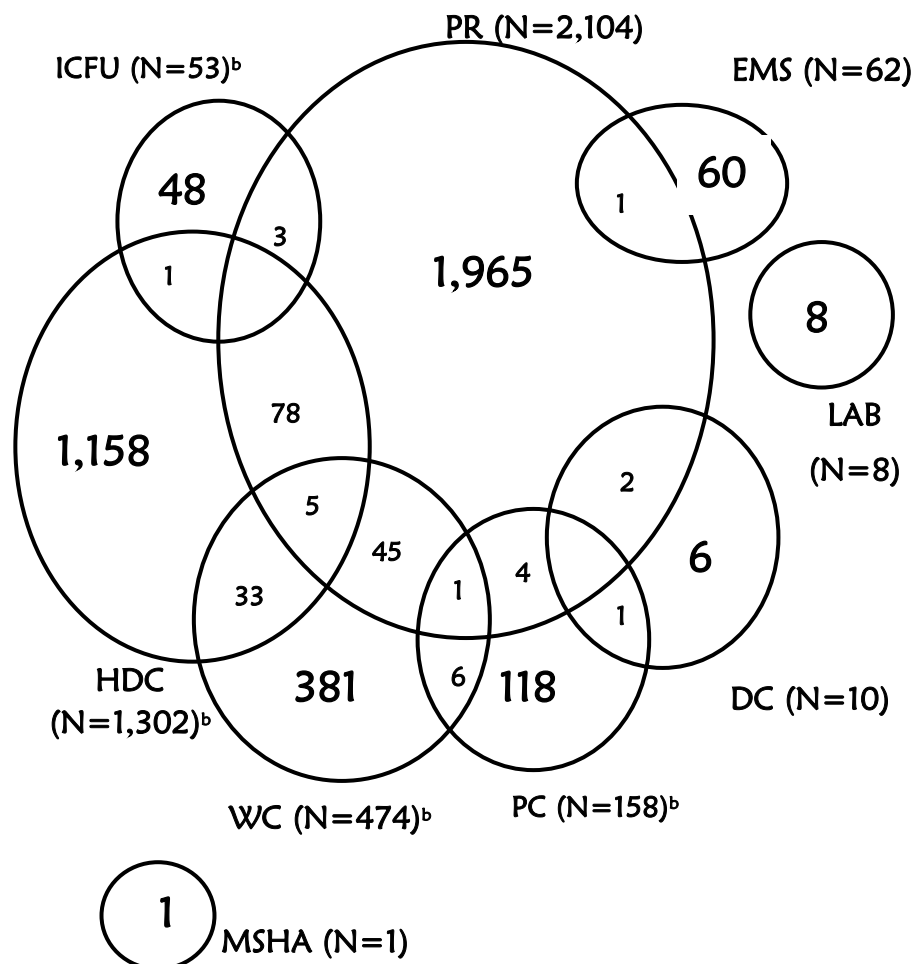 PR (N=2,104)
ICFU (N=53)ᵇ
EMS (N=62)
48
60
1
3
1
1,965
8
LAB
(N=8)
78
1,158
2
5
45
6
4
1
33
1
6
381
118
HDC
(N=1,302)ᵇ
DC (N=10)
WC (N=474)ᵇ
PC (N=158)ᵇ
1
MSHA (N=1)